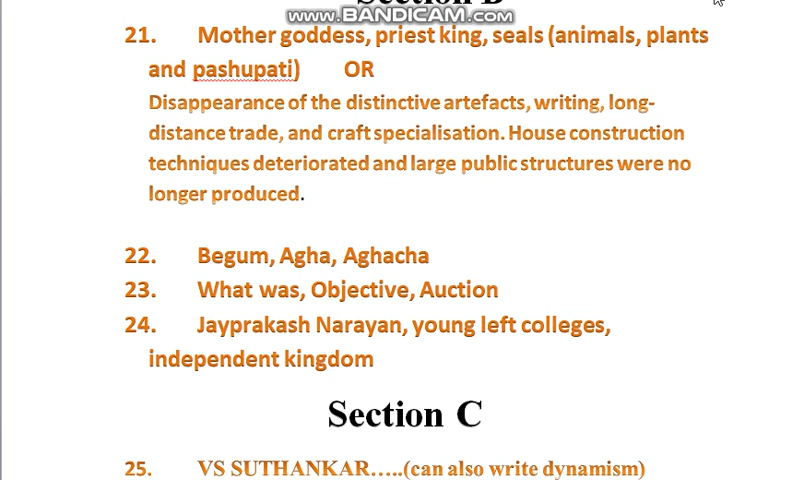 Section B
www.BANDICAM.com
21. Mother goddess, priest king, seals (animals, plants
and pashupati) OR
Disappearance of the distinctive artefacts, writing, long-
distance trade, and craft specialisation. House construction
techniques deteriorated and large public structures were no
longer produced.
22. Begum, Agha, Aghacha
23. What was, Objective, Auction
24. Jayprakash Narayan, young left colleges,
independent kingdom
Section C
25. VS SUTHANKAR…..(can also write dynamism)